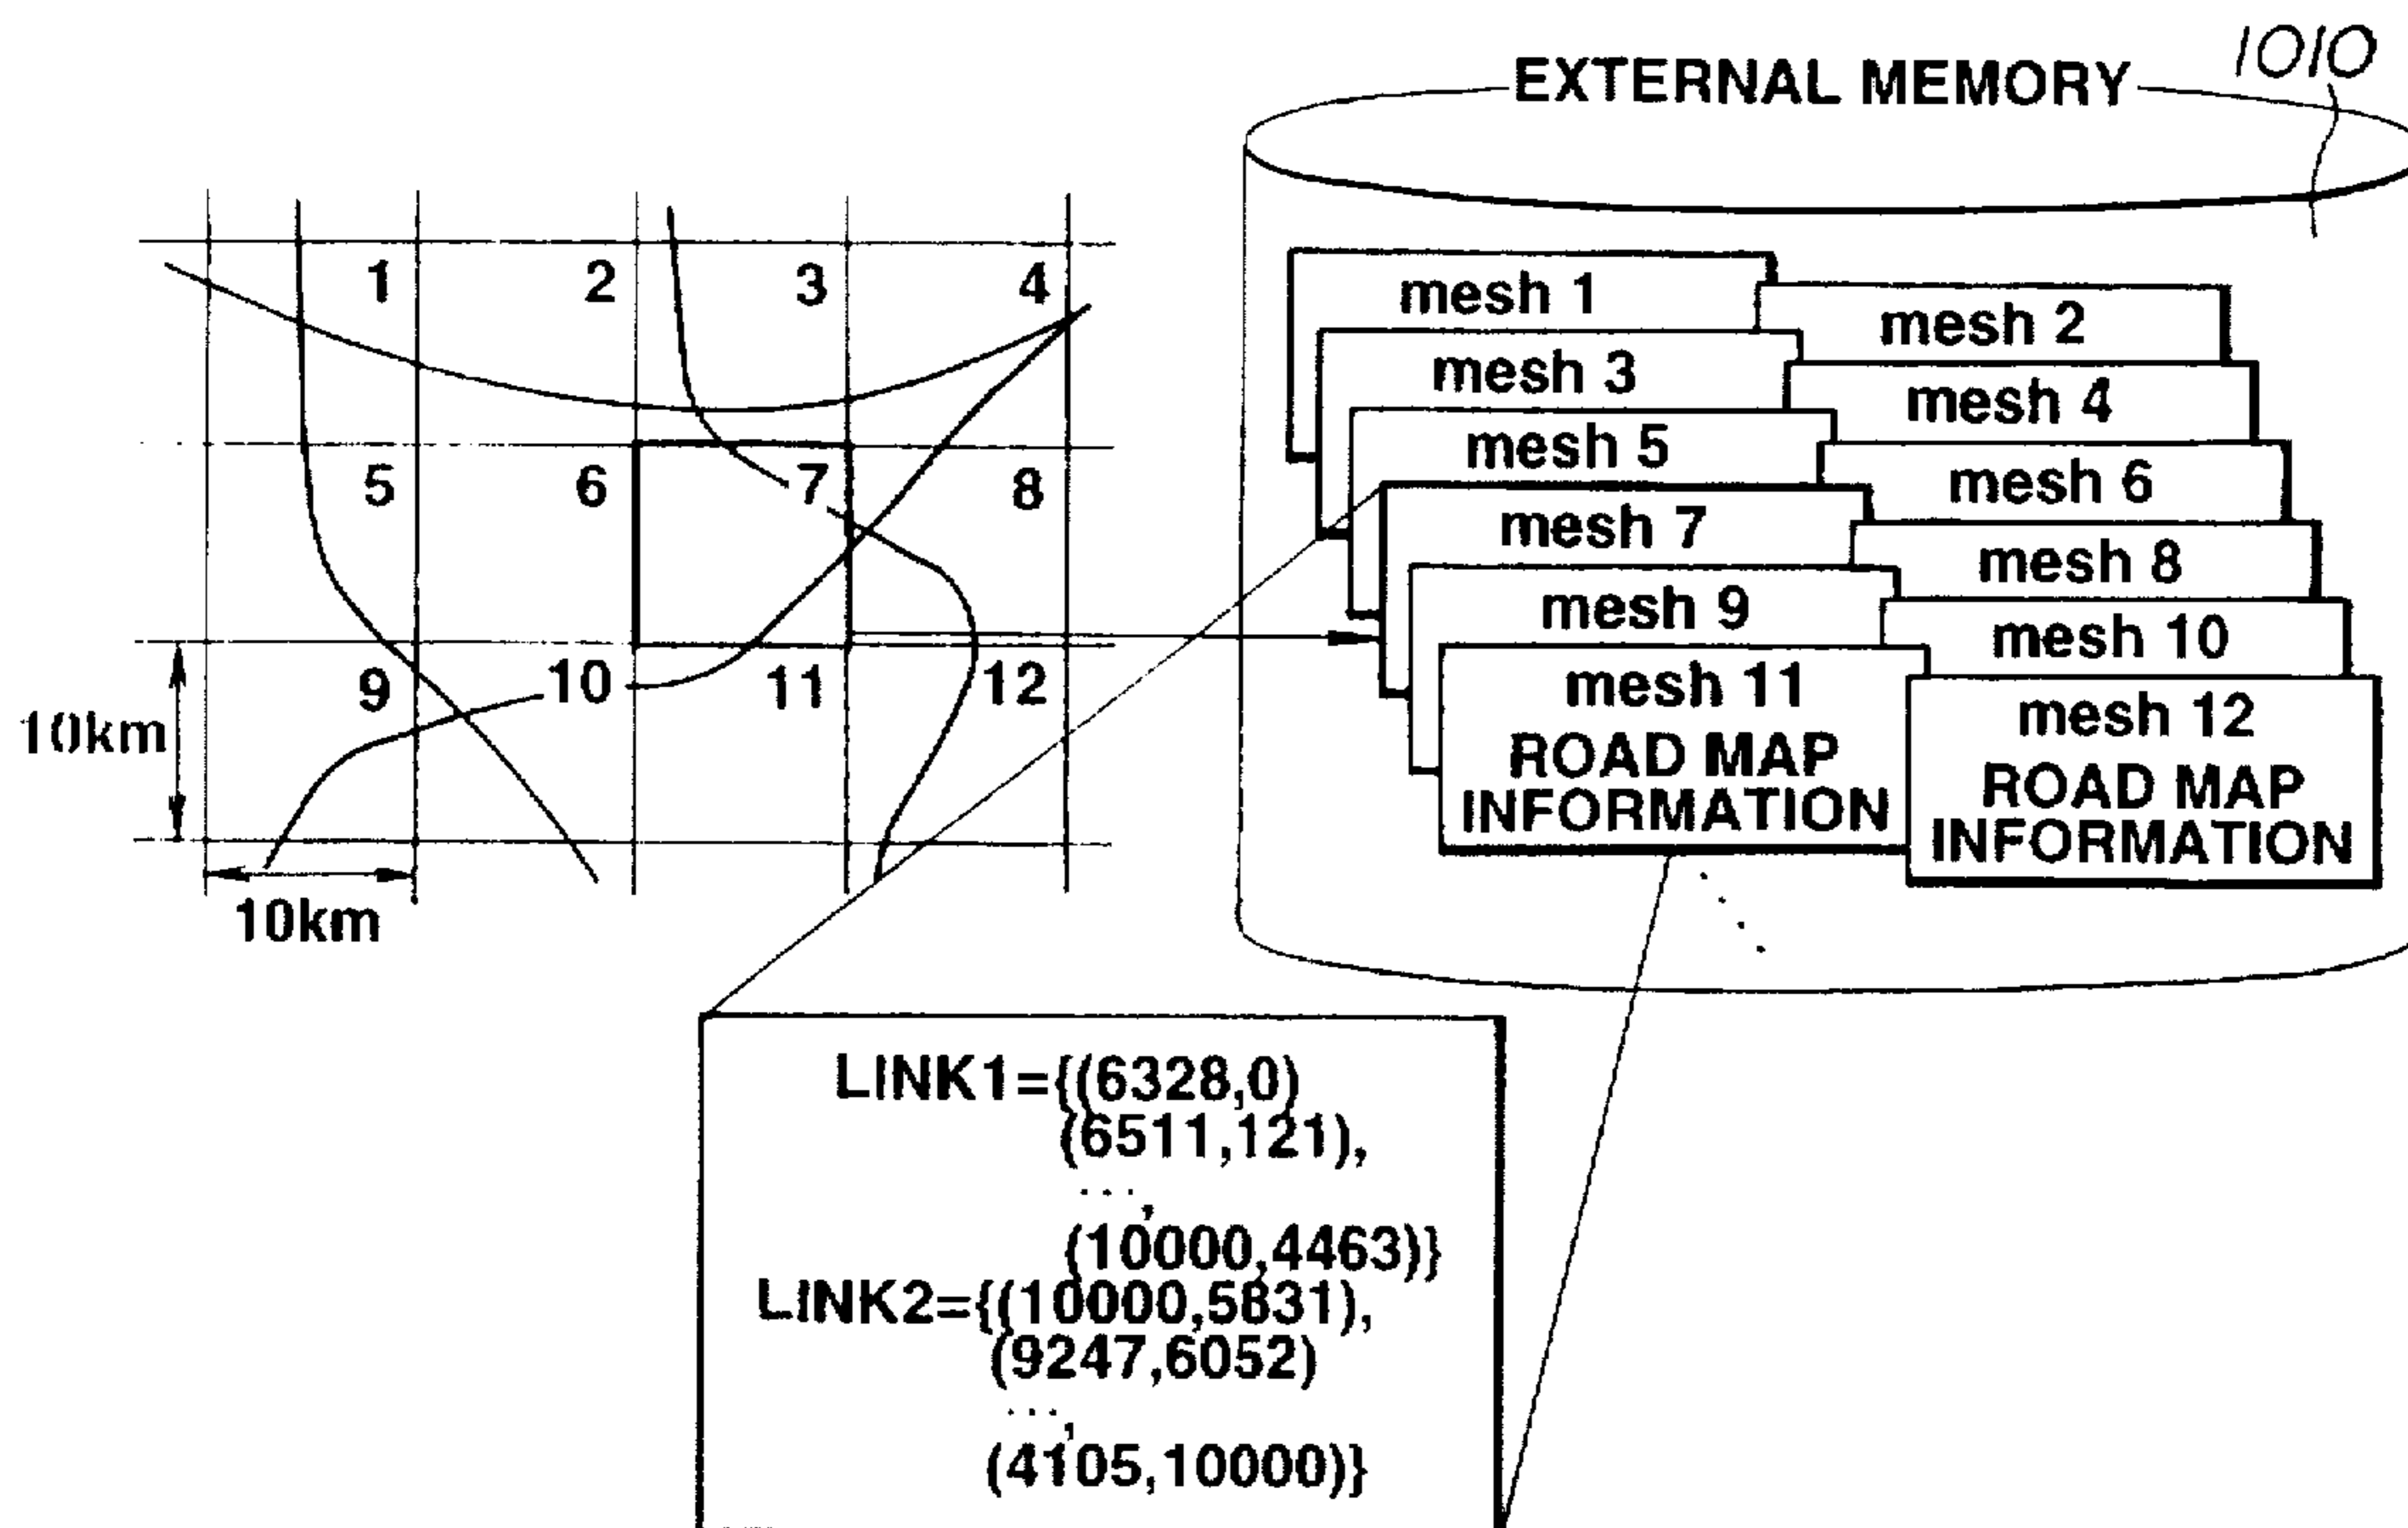 1010
EXTERNAL MEMORY
1 2 3 4
5 6 7 8
9 10 11 12
10km
10km
mesh 1
mesh 2
mesh 3
mesh 4
mesh 5
mesh 6
mesh 7
mesh 8
mesh 9
mesh 10
mesh 11
ROAD MAP
INFORMATION
mesh 12
ROAD MAP
INFORMATION
LINK1={(6328,0)
(6511,121),
...,
(10000,4463)}
LINK2={(10000,5831),
(9247,6052)
...,
(4105,10000)}